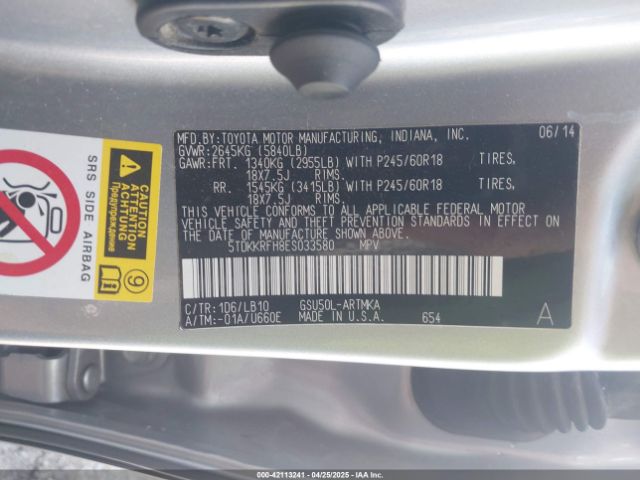 MFD.BY:TOYOTA MOTOR MANUFACTURING, INDIANA, INC. 06/14
GVWR:2645KG (5840LB)
GAWR:FRT. 1340KG (2955LB) WITH P245/60R18 TIRES,
18X7.5J RIMS.
RR. 1545KG (3415LB) WITH P245/60R18 TIRES,
18X7.5J RIMS.
THIS VEHICLE CONFORMS TO ALL APPLICABLE FEDERAL MOTOR
VEHICLE SAFETY AND THEFT PREVENTION STANDARDS IN EFFECT
ON THE DATE OF MANUFACTURE SHOWN ABOVE.
5TDKKRFH8ES033580 MPV
C/TR:1D6/LB10 GSU50L-ARTMKA
A/TM:-01A/U660E MADE IN U.S.A. 654 A
SRS SIDE AIRBAG
CAUTION
ATTENTION
ACHTUNG
9
000-42113241 - 04/25/2025 - IAAI.COM